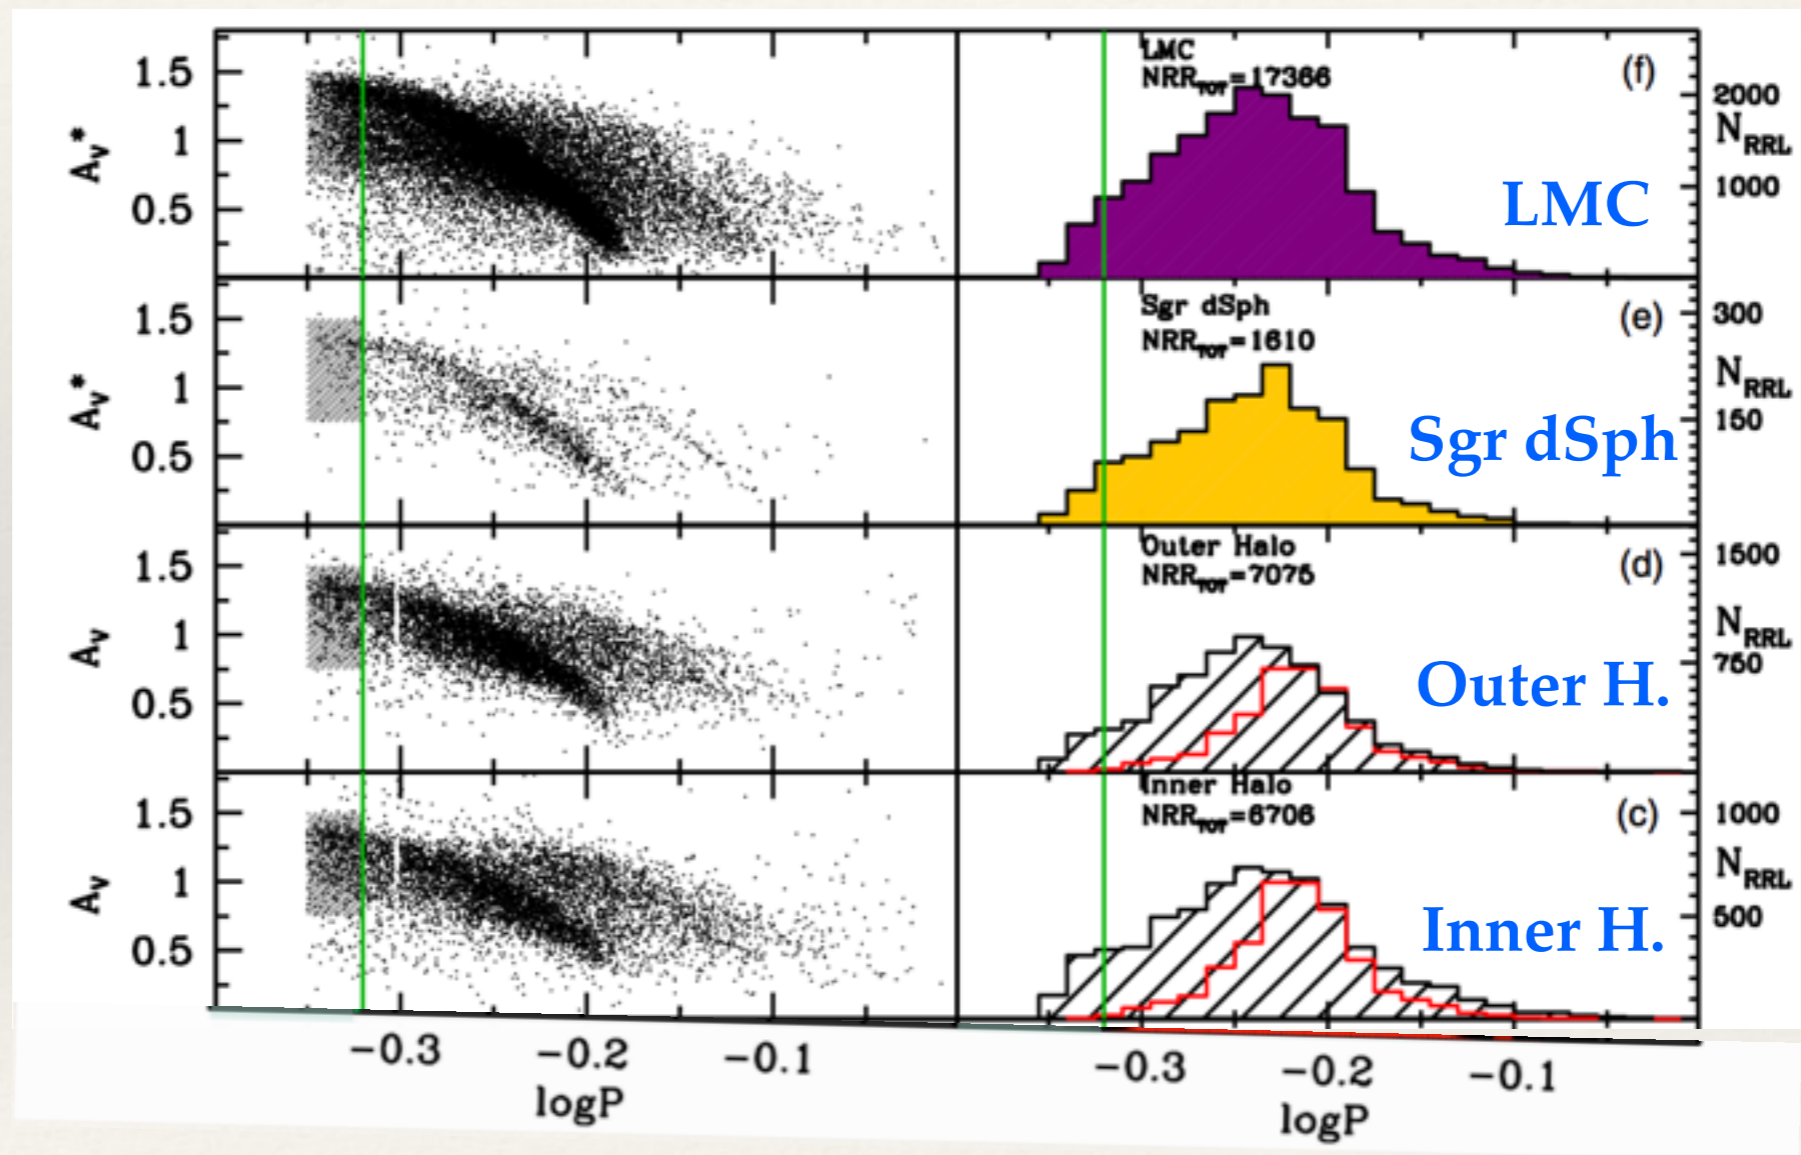 1.5
1
0.5
A_V*
LMC
NRR_TOT=17366
(f)
2000
N_RRL
1000
LMC
1.5
1
0.5
A_V*
Sgr dSph
NRR_TOT=1610
(e)
300
N_RRL
150
Sgr dSph
1.5
1
0.5
A_V
Outer Halo
NRR_TOT=7075
(d)
1500
N_RRL
750
Outer H.
1.5
1
0.5
A_V
Inner Halo
NRR_TOT=6706
(c)
1000
N_RRL
500
Inner H.
−0.3 −0.2 −0.1
logP
−0.3 −0.2 −0.1
logP